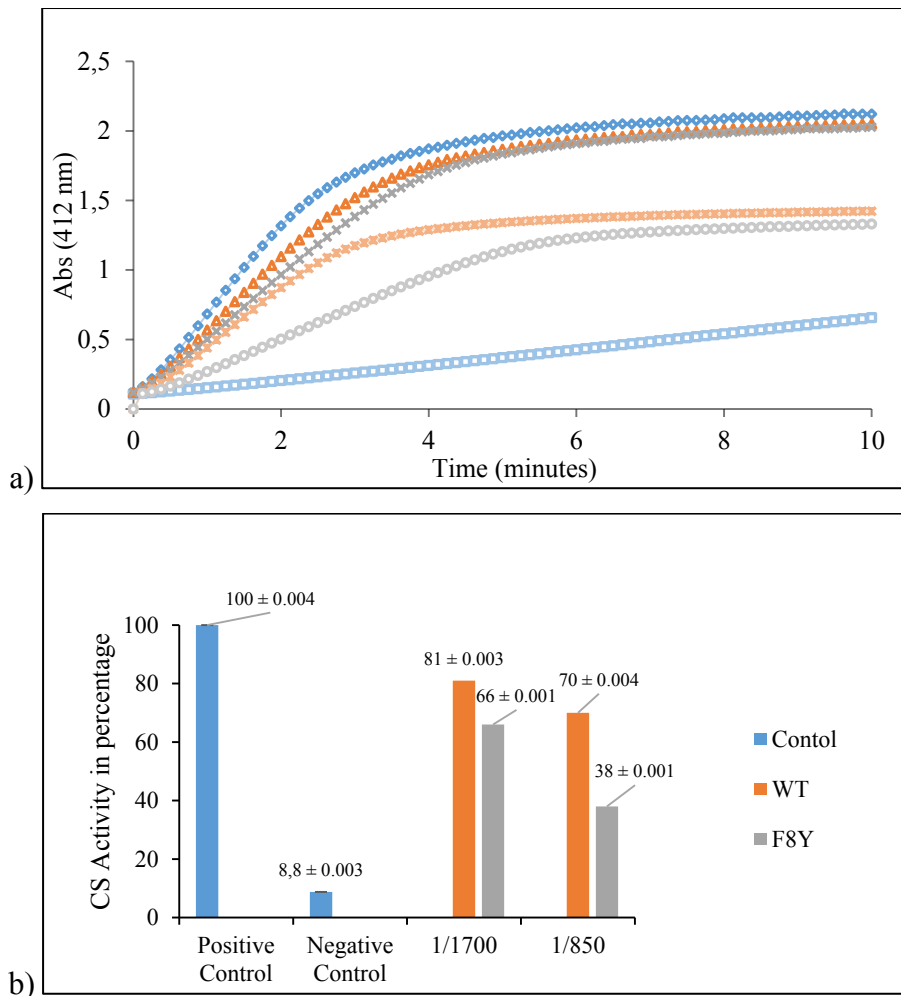 2,5
2
1,5
1
0,5
0
Abs (412 nm)
0 2 4 6 8 10
Time (minutes)
a)
100 ± 0.004
100
80
60
40
20
0
CS Activity in percentage
81 ± 0.003
66 ± 0.001
70 ± 0.004
38 ± 0.001
8,8 ± 0.003
Contol
WT
F8Y
Positive Negative 1/1700 1/850
Control Control
b)